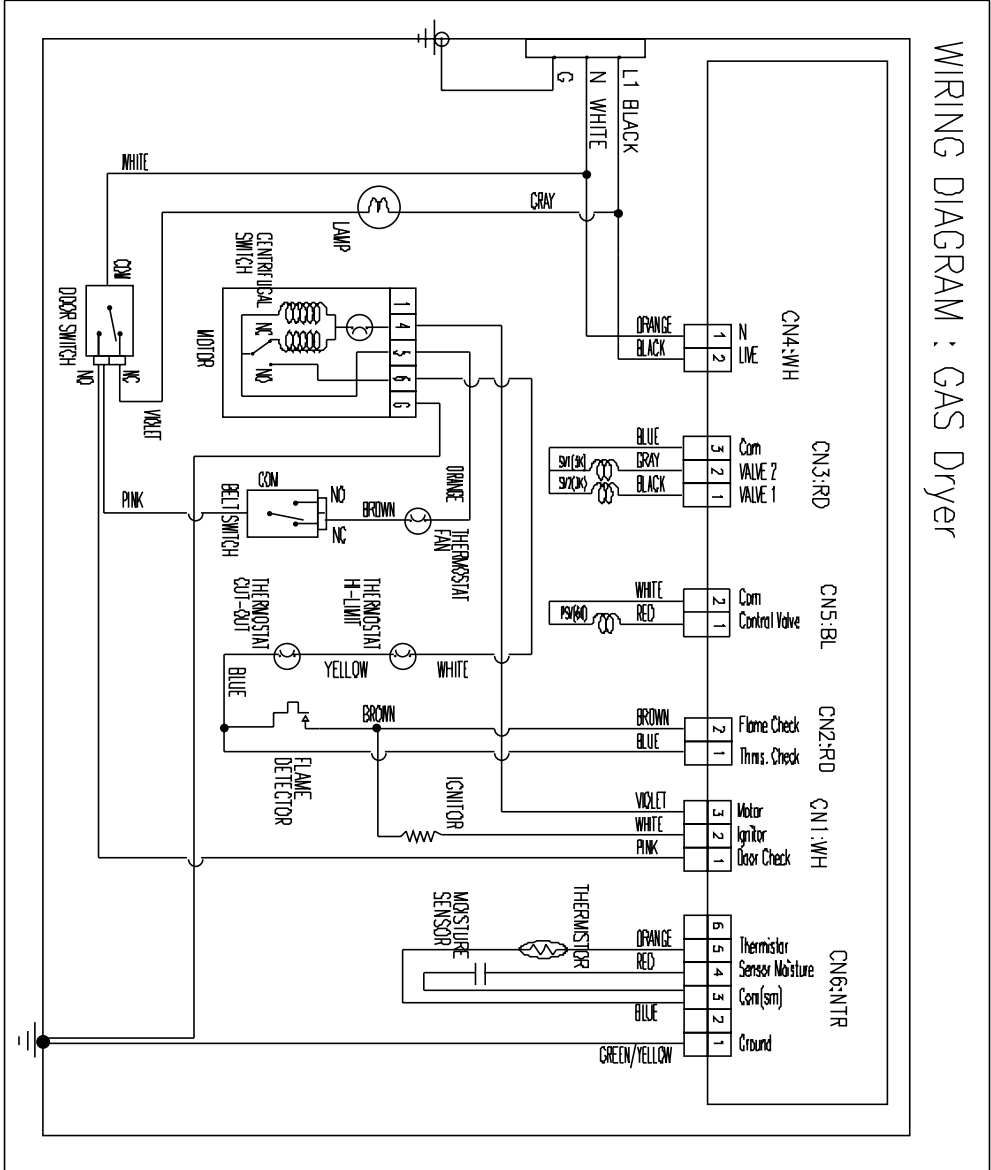 WIRING DIAGRAM : GAS Dryer
L1 BLACK
N WHITE
G
WHITE
GRAY
LAMP
COM
DOOR SWITCH
NO
NC
VIOLET
PINK
CENTRIFUGAL
SWITCH
MOTOR
NC
NO
1
4
5
6
G
ORANGE
COM
BELT SWITCH
NO
NC
BROWN
THERMOSTAT
FAN
THERMOSTAT
HI-LIMIT
THERMOSTAT
CUT-OUT
BLUE
YELLOW
WHITE
BROWN
FLAME
DETECTOR
IGNITOR
MOISTURE
SENSOR
THERMISTOR
CN4:WH
ORANGE
1
N
BLACK
2
LIVE
CN3:RD
BLUE
3
Com
GRAY
2
VALVE 2
BLACK
1
VALVE 1
SV1(3K)
SV2(3K)
CN5:BL
WHITE
2
Com
RED
1
Control Valve
CN2:RD
BROWN
2
Flame Check
BLUE
1
Thms. Check
CN1:WH
VIOLET
3
Motor
WHITE
2
Ignitor
PINK
1
Door Check
CN6:NTR
6
ORANGE
5
Thermistor
RED
4
Sensor Moisture
3
Com(sm)
BLUE
2
1
Ground
GREEN/YELLOW